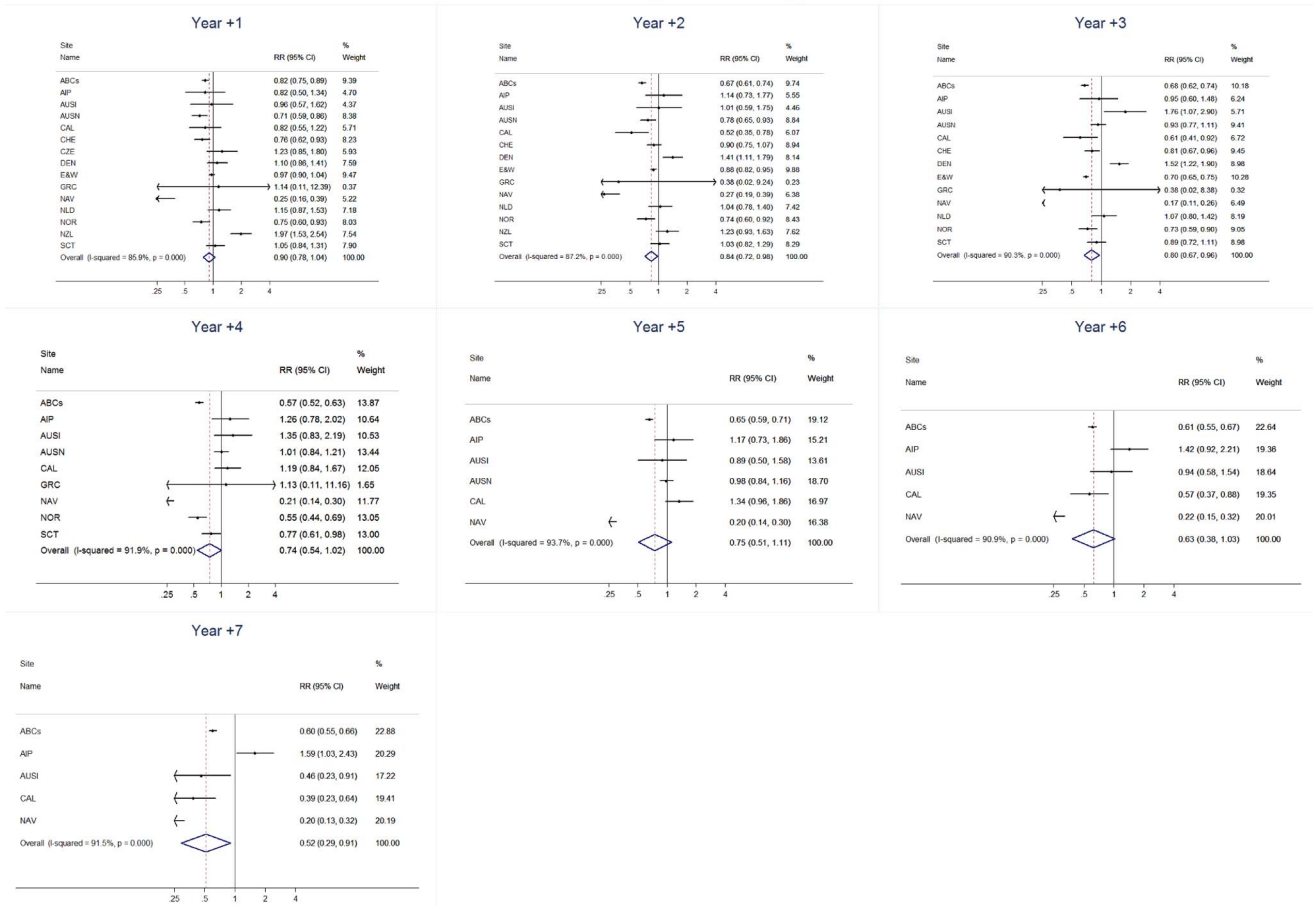 Year +1
Site %
Name RR (95% CI) Weight
ABCs 0.82 (0.75, 0.89) 9.39
AIP 0.82 (0.50, 1.34) 4.70
AUSI 0.96 (0.57, 1.62) 4.37
AUSN 0.71 (0.59, 0.86) 8.38
CAL 0.82 (0.55, 1.22) 5.71
CHE 0.76 (0.62, 0.93) 8.23
CZE 1.23 (0.85, 1.80) 5.93
DEN 1.10 (0.86, 1.41) 7.59
E&W 0.97 (0.90, 1.04) 9.47
GRC 1.14 (0.11, 12.39) 0.37
NAV 0.25 (0.16, 0.39) 5.22
NLD 1.15 (0.87, 1.53) 7.18
NOR 0.75 (0.60, 0.93) 8.03
NZL 1.97 (1.53, 2.54) 7.54
SCT 1.05 (0.84, 1.31) 7.90
Overall (I-squared = 85.9%, p = 0.000) 0.90 (0.78, 1.04) 100.00
.25 .5 1 2 4
Year +2
Site %
Name RR (95% CI) Weight
ABCs 0.67 (0.61, 0.74) 9.74
AIP 1.14 (0.73, 1.77) 5.55
AUSI 1.01 (0.59, 1.75) 4.46
AUSN 0.78 (0.65, 0.93) 8.84
CAL 0.52 (0.35, 0.78) 6.07
CHE 0.90 (0.75, 1.07) 8.94
DEN 1.41 (1.11, 1.79) 8.14
E&W 0.88 (0.82, 0.95) 9.88
GRC 0.38 (0.02, 9.24) 0.23
NAV 0.27 (0.19, 0.39) 6.38
NLD 1.04 (0.78, 1.40) 7.42
NOR 0.74 (0.60, 0.92) 8.43
NZL 1.23 (0.93, 1.63) 7.62
SCT 1.03 (0.82, 1.29) 8.29
Overall (I-squared = 87.2%, p = 0.000) 0.84 (0.72, 0.98) 100.00
.25 .5 1 2 4
Year +3
Site %
Name RR (95% CI) Weight
ABCs 0.68 (0.62, 0.74) 10.18
AIP 0.95 (0.60, 1.48) 6.24
AUSI 1.76 (1.07, 2.90) 5.71
AUSN 0.93 (0.77, 1.11) 9.41
CAL 0.61 (0.41, 0.92) 6.72
CHE 0.81 (0.67, 0.96) 9.45
DEN 1.52 (1.22, 1.90) 8.98
E&W 0.70 (0.65, 0.75) 10.28
GRC 0.38 (0.02, 8.38) 0.32
NAV 0.17 (0.11, 0.26) 6.49
NLD 1.07 (0.80, 1.42) 8.19
NOR 0.73 (0.59, 0.90) 9.05
SCT 0.89 (0.72, 1.11) 8.98
Overall (I-squared = 90.3%, p = 0.000) 0.80 (0.67, 0.96) 100.00
.25 .5 1 2 4
Year +4
Site %
Name RR (95% CI) Weight
ABCs 0.57 (0.52, 0.63) 13.87
AIP 1.26 (0.78, 2.02) 10.64
AUSI 1.35 (0.83, 2.19) 10.53
AUSN 1.01 (0.84, 1.21) 13.44
CAL 1.19 (0.84, 1.67) 12.05
GRC 1.13 (0.11, 11.16) 1.65
NAV 0.21 (0.14, 0.30) 11.77
NOR 0.55 (0.44, 0.69) 13.05
SCT 0.77 (0.61, 0.98) 13.00
Overall (I-squared = 91.9%, p = 0.000) 0.74 (0.54, 1.02) 100.00
.25 .5 1 2 4
Year +5
Site %
Name RR (95% CI) Weight
ABCs 0.65 (0.59, 0.71) 19.12
AIP 1.17 (0.73, 1.86) 15.21
AUSI 0.89 (0.50, 1.58) 13.61
AUSN 0.98 (0.84, 1.16) 18.70
CAL 1.34 (0.96, 1.86) 16.97
NAV 0.20 (0.14, 0.30) 16.38
Overall (I-squared = 93.7%, p = 0.000) 0.75 (0.51, 1.11) 100.00
.25 .5 1 2 4
Year +6
Site %
Name RR (95% CI) Weight
ABCs 0.61 (0.55, 0.67) 22.64
AIP 1.42 (0.92, 2.21) 19.36
AUSI 0.94 (0.58, 1.54) 18.64
CAL 0.57 (0.37, 0.88) 19.35
NAV 0.22 (0.15, 0.32) 20.01
Overall (I-squared = 90.9%, p = 0.000) 0.63 (0.38, 1.03) 100.00
.25 .5 1 2 4
Year +7
Site %
Name RR (95% CI) Weight
ABCs 0.60 (0.55, 0.66) 22.88
AIP 1.59 (1.03, 2.43) 20.29
AUSI 0.46 (0.23, 0.91) 17.22
CAL 0.39 (0.23, 0.64) 19.41
NAV 0.20 (0.13, 0.32) 20.19
Overall (I-squared = 91.5%, p = 0.000) 0.52 (0.29, 0.91) 100.00
.25 .5 1 2 4